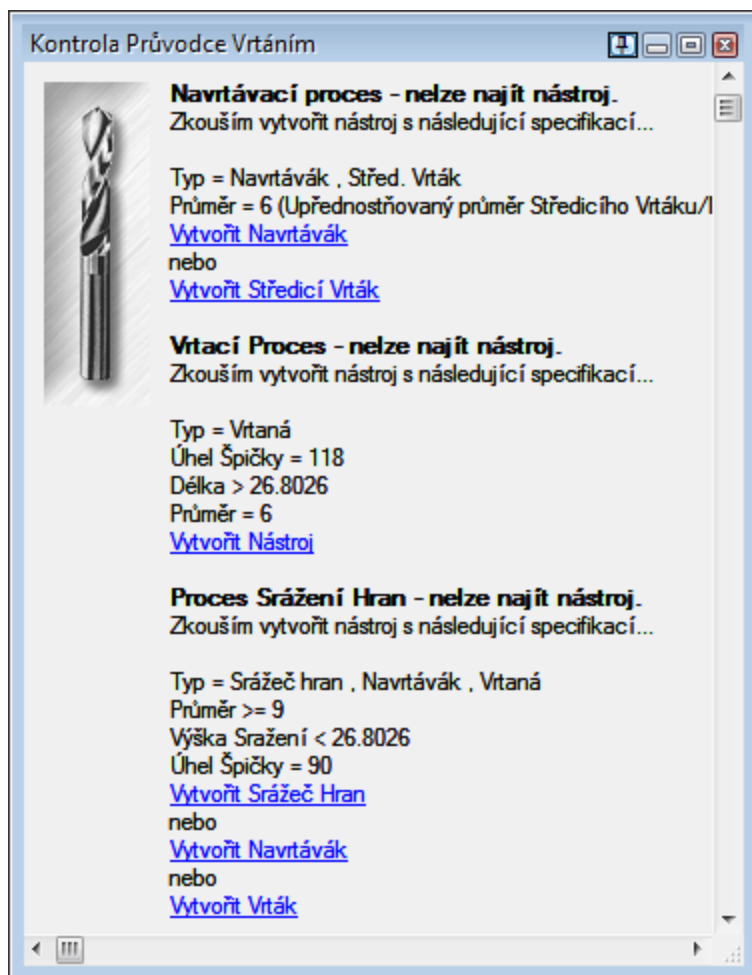 Kontrola Průvodce Vrtáním
Navrtávací proces - nelze najít nástroj.
Zkouším vytvořit nástroj s následující specifikací...
Typ = Navrtávák , Střed. Vrták
Průměr = 6 (Upřednostňovaný průměr Středicího Vrtáku/
Vytvořit Navrtávák
nebo
Vytvořit Středicí Vrták
Vrtací Proces - nelze najít nástroj.
Zkouším vytvořit nástroj s následující specifikací...
Typ = Vrtaná
Úhel Špičky = 118
Délka > 26.8026
Průměr = 6
Vytvořit Nástroj
Proces Srážení Hran - nelze najít nástroj.
Zkouším vytvořit nástroj s následující specifikací...
Typ = Srážeč hran , Navrtávák , Vrtaná
Průměr >= 9
Výška Sražení < 26.8026
Úhel Špičky = 90
Vytvořit Srážeč Hran
nebo
Vytvořit Navrtávák
nebo
Vytvořit Vrták